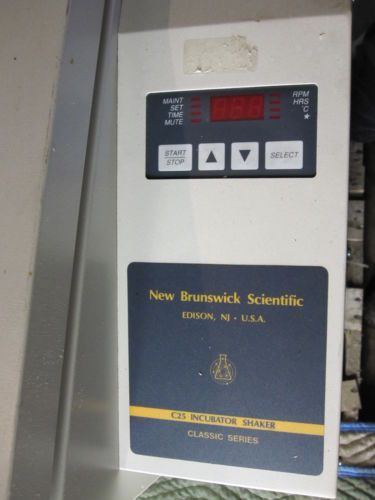 MAINT
SET
TIME
MUTE
RPM
HRS
°C
*
START
STOP
▲
▼
SELECT
New Brunswick Scientific
EDISON, NJ · U.S.A.
C25 INCUBATOR SHAKER
CLASSIC SERIES